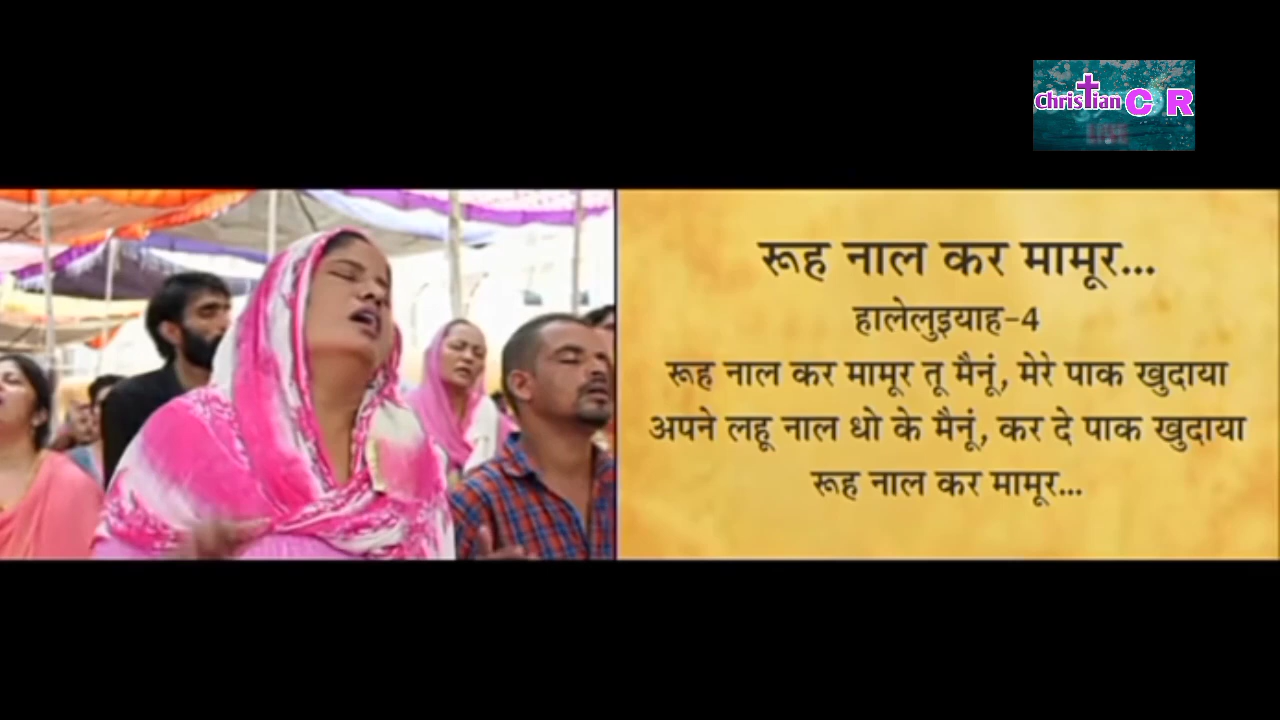 Christian C R
रूह नाल कर मामूर...
हालेलुइयाह-4
रूह नाल कर मामूर तू मैनूं, मेरे पाक खुदाया
अपने लहू नाल धो के मैनूं, कर दे पाक खुदाया
रूह नाल कर मामूर...